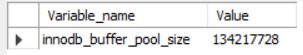 Variable_name Value
innodb_buffer_pool_size 134217728